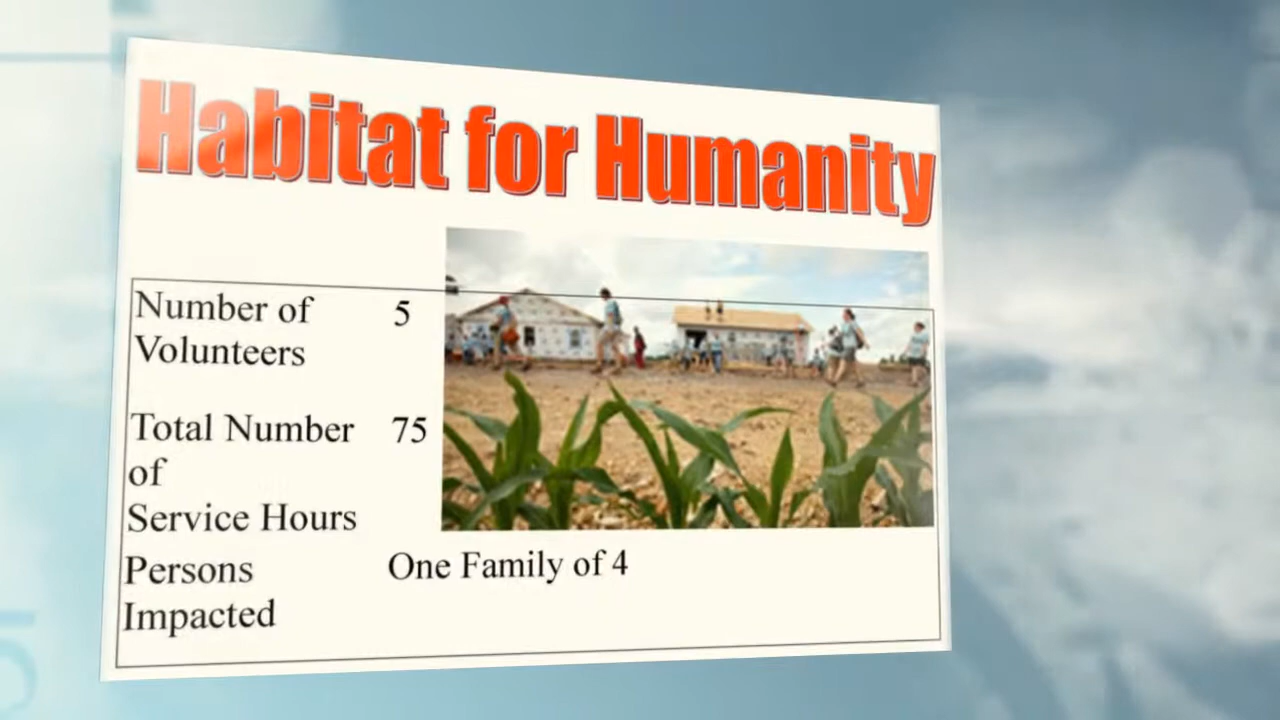 Habitat for Humanity
Number of 5
Volunteers
Total Number 75
of
Service Hours
Persons One Family of 4
Impacted